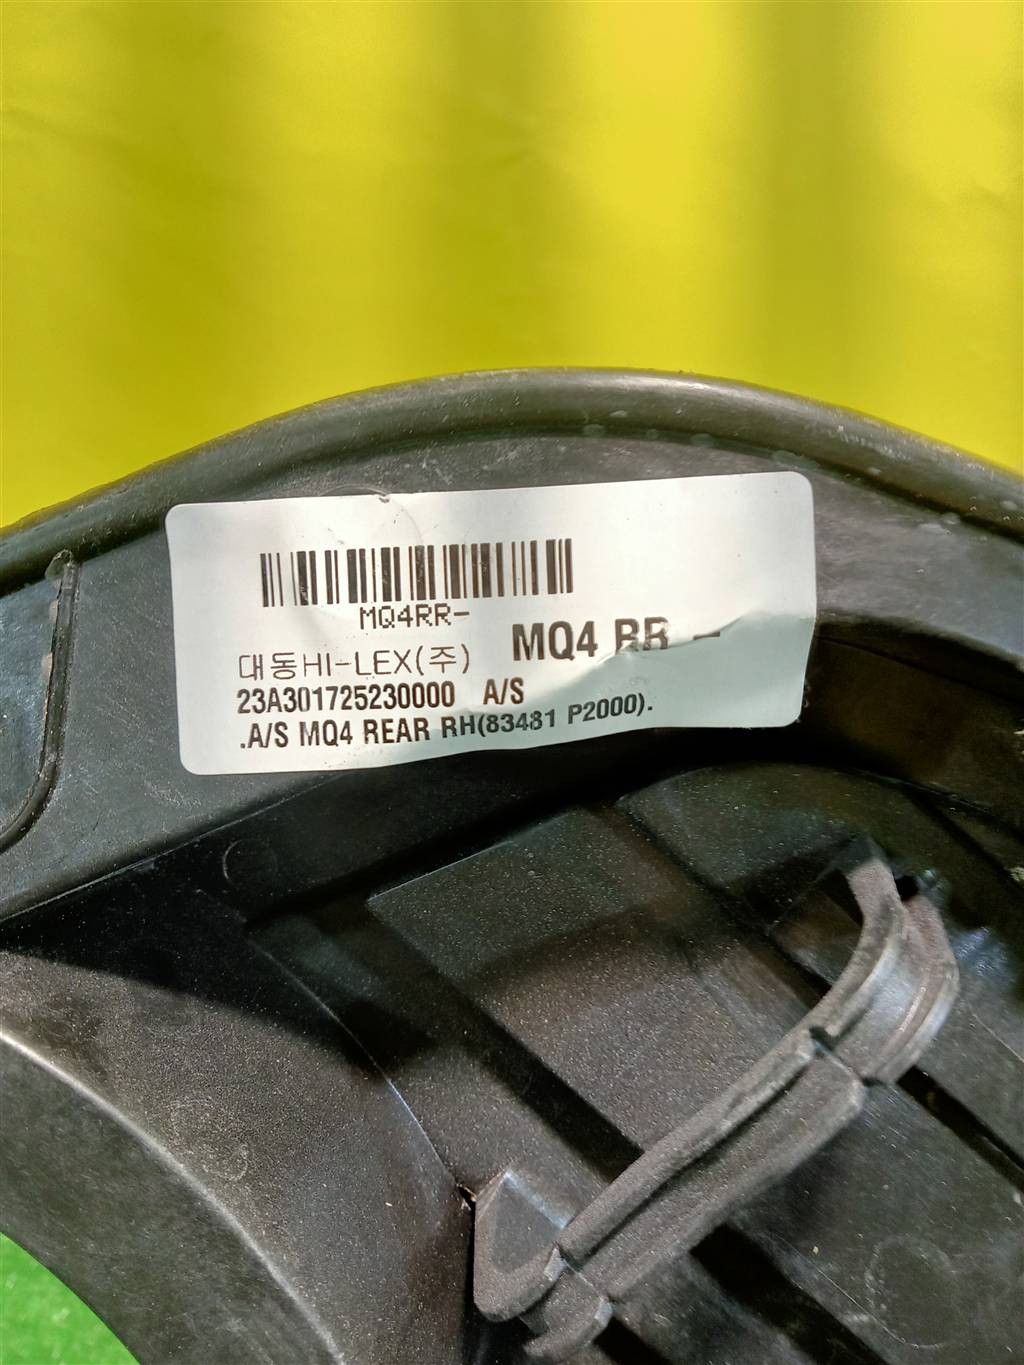 MQ4RR-
대동HI-LEX(주) MQ4 RR -
23A301725230000 A/S
.A/S MQ4 REAR RH(83481 P2000).